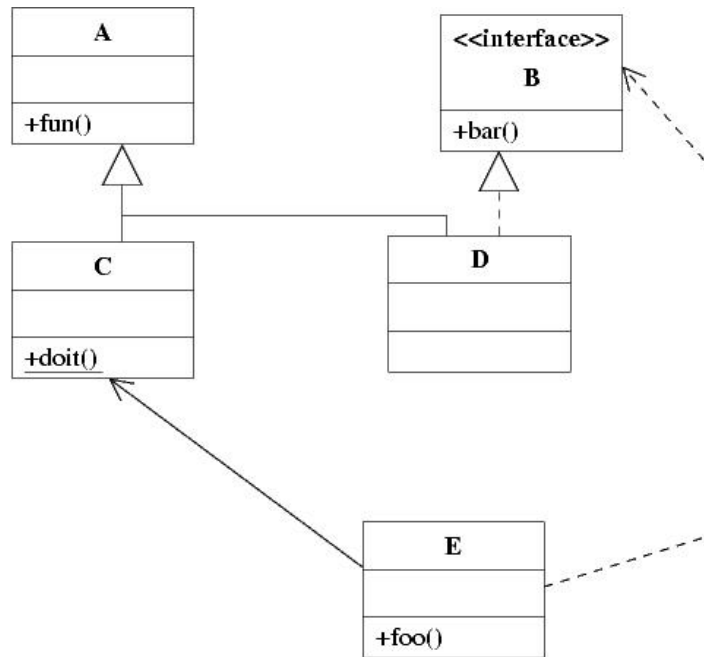 A
+fun()
<<interface>>
B
+bar()
C
+doit()
D
E
+foo()